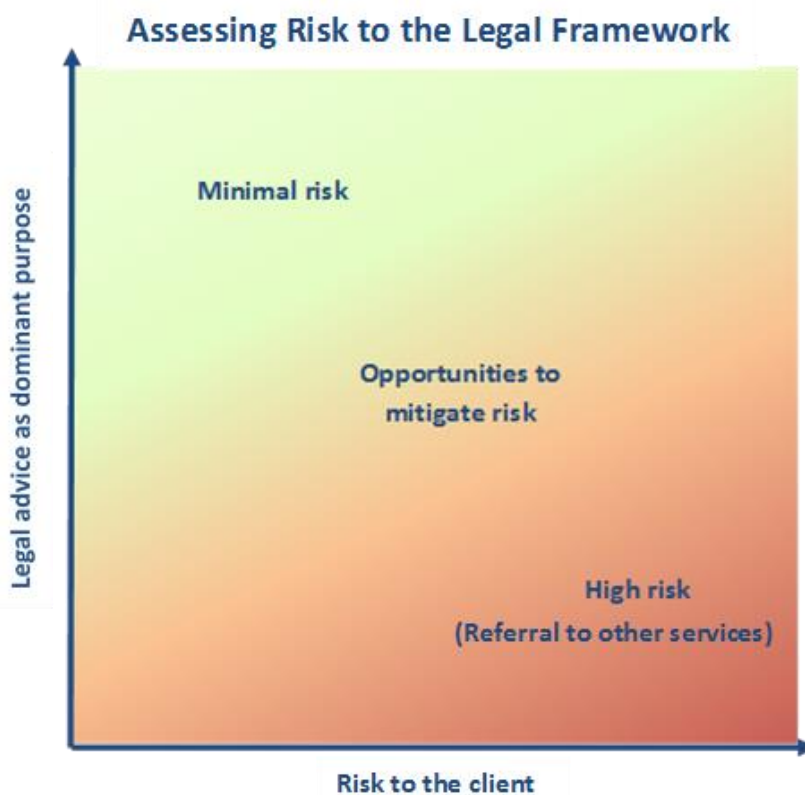 Assessing Risk to the Legal Framework
Legal advice as dominant purpose
Minimal risk
Opportunities to
mitigate risk
High risk
(Referral to other services)
Risk to the client